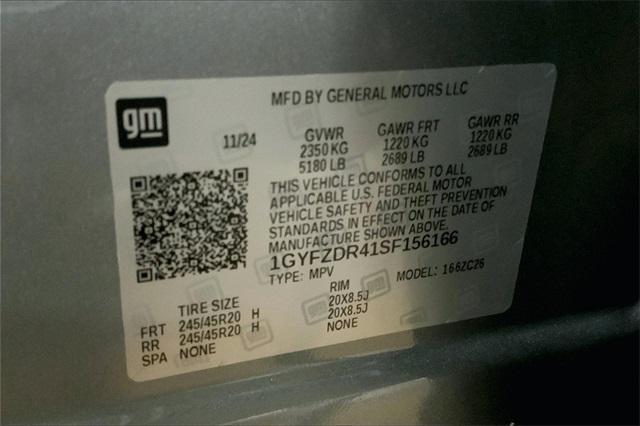 gm
MFD BY GENERAL MOTORS LLC
11/24 GVWR GAWR FRT GAWR RR
2350 KG 1220 KG 1220 KG
5180 LB 2689 LB 2689 LB
THIS VEHICLE CONFORMS TO ALL
APPLICABLE U.S. FEDERAL MOTOR
VEHICLE SAFETY AND THEFT PREVENTION
STANDARDS IN EFFECT ON THE DATE OF
MANUFACTURE SHOWN ABOVE.
1GYFZDR41SF156166
TYPE: MPV MODEL: 166ZC26
TIRE SIZE RIM
FRT 245/45R20 H 20X8.5J
RR 245/45R20 H 20X8.5J
SPA NONE NONE